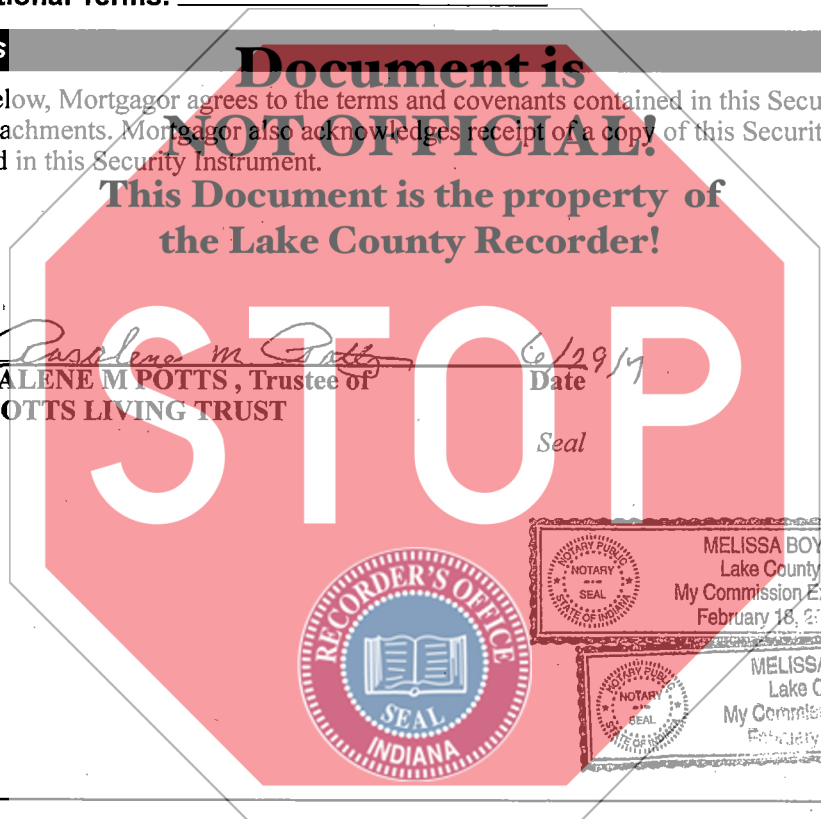 tional Terms:
s
Document is
elow, Mortgagor agrees to the terms and covenants contained in this Secu
NOT OFFICIAL!
achments. Mortgagor also acknowledges receipt of a copy of this Securit
d in this Security Instrument.
This Document is the property of
the Lake County Recorder!
STOP
Rosalene M Potts 6/29/17
ALENE M POTTS , Trustee of Date
OTTS LIVING TRUST
Seal
NOTARY PUBLIC
NOTARY
SEAL
STATE OF INDIANA
MELISSA BOY
Lake County
My Commission E
February 18, 2
RECORDER'S OFFICE
SEAL
INDIANA
NOTARY PUBLIC
NOTARY
SEAL
STATE OF INDIANA
MELISSA
Lake C
My Commiss
February